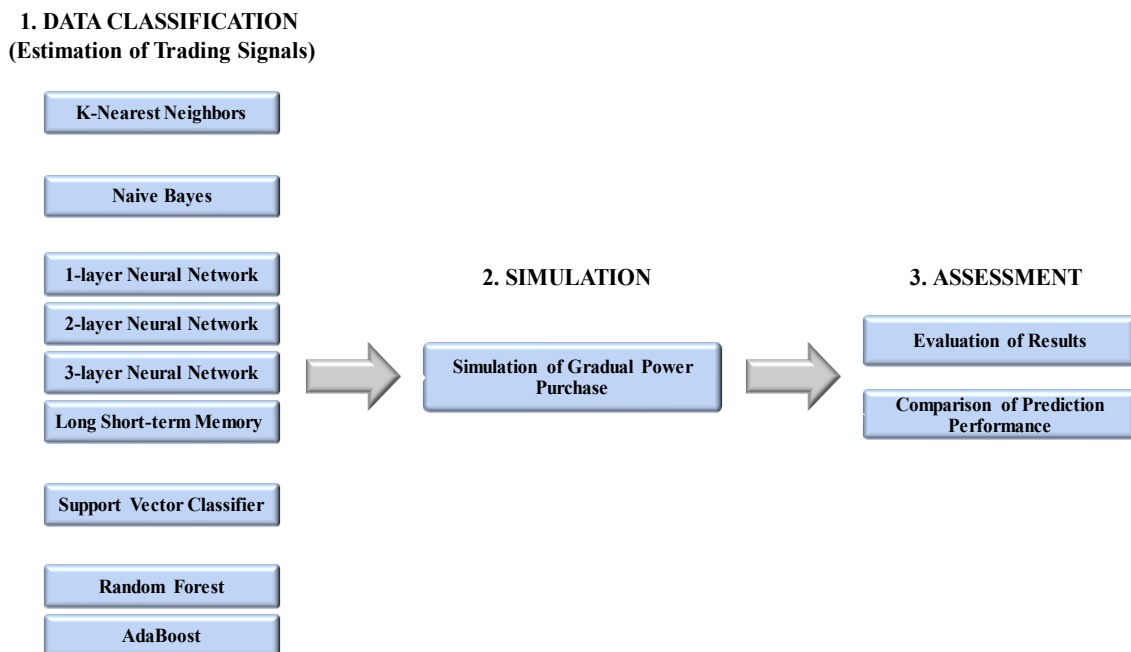 1. DATA CLASSIFICATION
(Estimation of Trading Signals)
K-Nearest Neighbors
Naive Bayes
1-layer Neural Network
2-layer Neural Network
3-layer Neural Network
Long Short-term Memory
Support Vector Classifier
Random Forest
AdaBoost
2. SIMULATION
Simulation of Gradual Power
Purchase
3. ASSESSMENT
Evaluation of Results
Comparison of Prediction
Performance